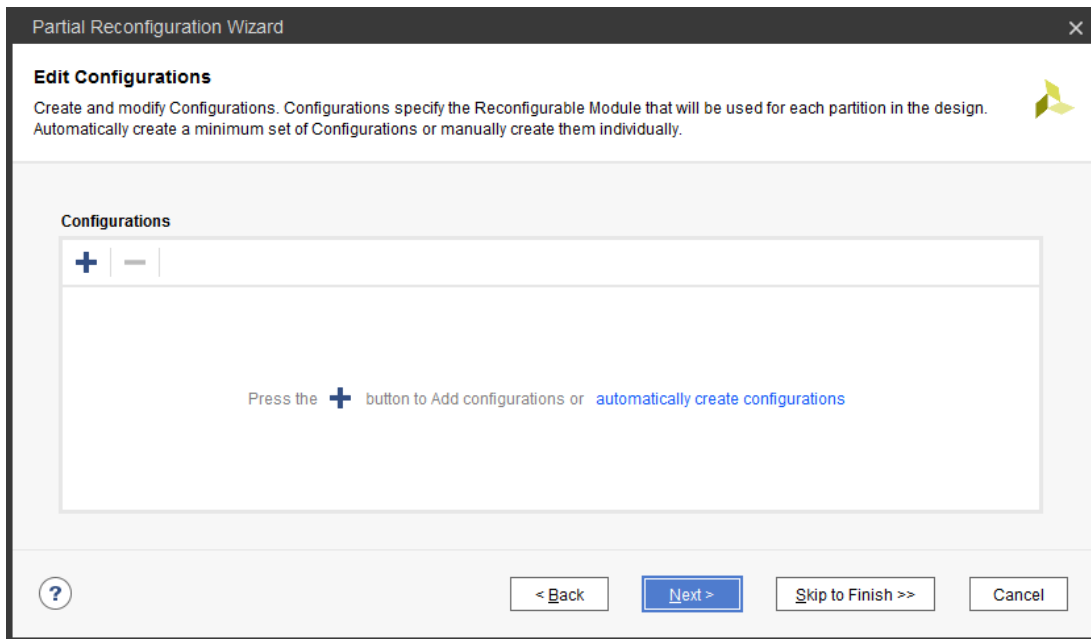 Partial Reconfiguration Wizard
Edit Configurations
Create and modify Configurations. Configurations specify the Reconfigurable Module that will be used for each partition in the design.
Automatically create a minimum set of Configurations or manually create them individually.
Configurations
Press the + button to Add configurations or automatically create configurations
? < Back Next > Skip to Finish >> Cancel